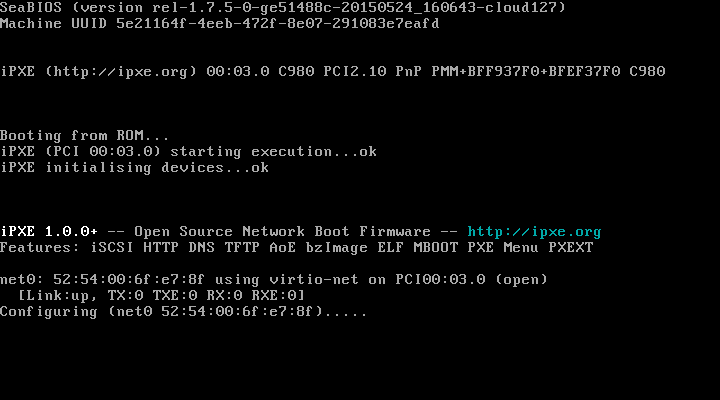 SeaBIOS (version rel-1.7.5-0-ge51488c-20150524_160643-cloud127)
Machine UUID 5e21164f-4eeb-472f-8e07-291083e7eafd
iPXE (http://ipxe.org) 00:03.0 C980 PCI2.10 PnP PMM+BFF937F0+BFEF37F0 C980
Booting from ROM...
iPXE (PCI 00:03.0) starting execution...ok
iPXE initialising devices...ok
iPXE 1.0.0+ -- Open Source Network Boot Firmware -- http://ipxe.org
Features: iSCSI HTTP DNS TFTP AoE bzImage ELF MBOOT PXE Menu PXEXT
net0: 52:54:00:6f:e7:8f using virtio-net on PCI00:03.0 (open)
[Link:up, TX:0 TXE:0 RX:0 RXE:0]
Configuring (net0 52:54:00:6f:e7:8f).....